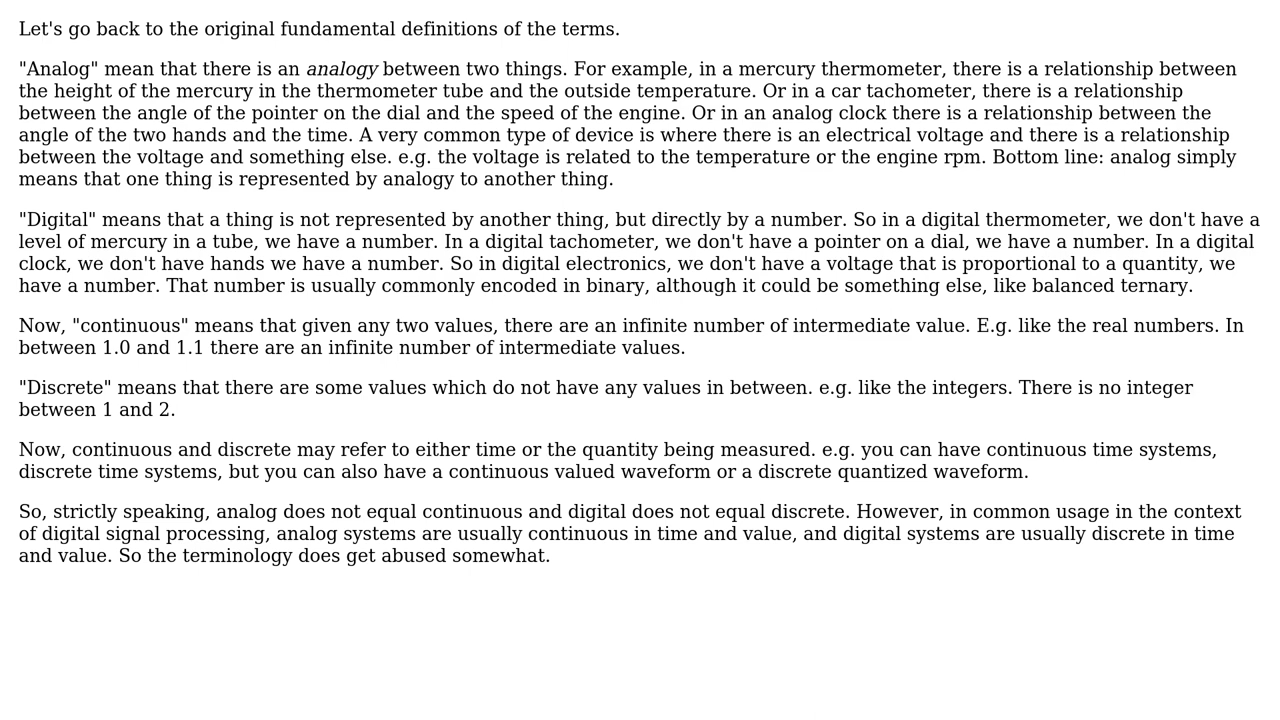 Let's go back to the original fundamental definitions of the terms.
"Analog" mean that there is an analogy between two things. For example, in a mercury thermometer, there is a relationship between
the height of the mercury in the thermometer tube and the outside temperature. Or in a car tachometer, there is a relationship
between the angle of the pointer on the dial and the speed of the engine. Or in an analog clock there is a relationship between the
angle of the two hands and the time. A very common type of device is where there is an electrical voltage and there is a relationship
between the voltage and something else. e.g. the voltage is related to the temperature or the engine rpm. Bottom line: analog simply
means that one thing is represented by analogy to another thing.
"Digital" means that a thing is not represented by another thing, but directly by a number. So in a digital thermometer, we don't have a
level of mercury in a tube, we have a number. In a digital tachometer, we don't have a pointer on a dial, we have a number. In a digital
clock, we don't have hands we have a number. So in digital electronics, we don't have a voltage that is proportional to a quantity, we
have a number. That number is usually commonly encoded in binary, although it could be something else, like balanced ternary.
Now, "continuous" means that given any two values, there are an infinite number of intermediate value. E.g. like the real numbers. In
between 1.0 and 1.1 there are an infinite number of intermediate values.
"Discrete" means that there are some values which do not have any values in between. e.g. like the integers. There is no integer
between 1 and 2.
Now, continuous and discrete may refer to either time or the quantity being measured. e.g. you can have continuous time systems,
discrete time systems, but you can also have a continuous valued waveform or a discrete quantized waveform.
So, strictly speaking, analog does not equal continuous and digital does not equal discrete. However, in common usage in the context
of digital signal processing, analog systems are usually continuous in time and value, and digital systems are usually discrete in time
and value. So the terminology does get abused somewhat.